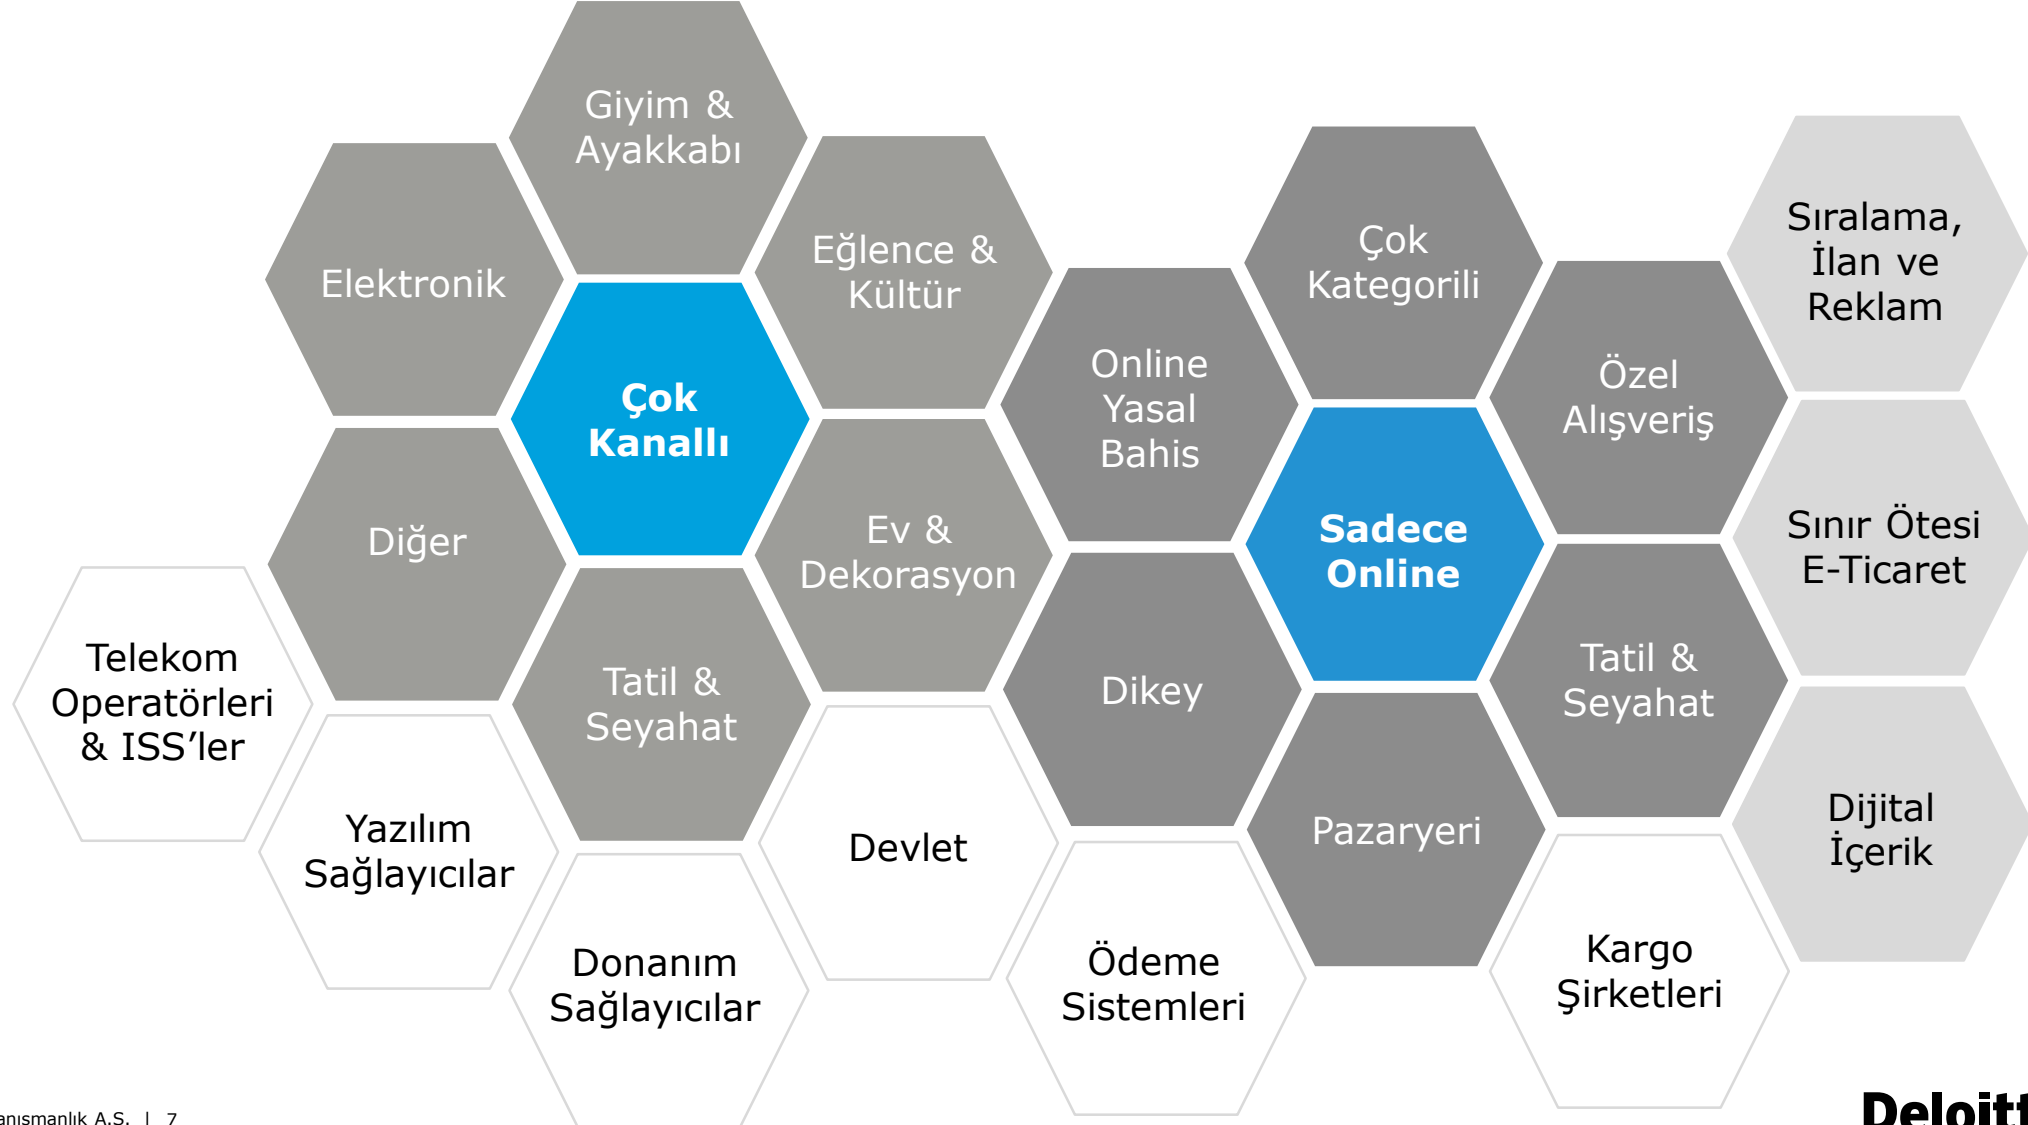 Giyim &
Ayakkabı
Elektronik
Eğlence &
Kültür
Çok
Kanallı
Diğer
Ev &
Dekorasyon
Tatil &
Seyahat
Çok
Kategorili
Online
Yasal
Bahis
Özel
Alışveriş
Sadece
Online
Dikey
Tatil &
Seyahat
Pazaryeri
Sıralama,
İlan ve
Reklam
Sınır Ötesi
E-Ticaret
Dijital
İçerik
Telekom
Operatörleri
& ISS’ler
Yazılım
Sağlayıcılar
Donanım
Sağlayıcılar
Devlet
Ödeme
Sistemleri
Kargo
Şirketleri
A.S. | 7